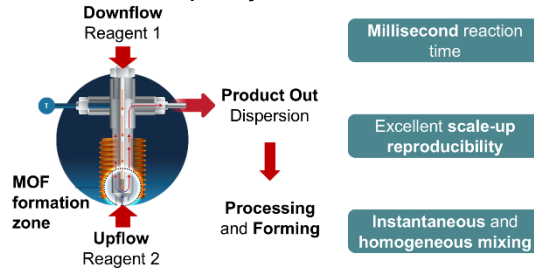 Downflow
Reagent 1
T
Product Out
Dispersion
MOF
formation
zone
Processing
and Forming
Upflow
Reagent 2
Millisecond reaction
time
Excellent scale-up
reproducibility
Instantaneous and
homogeneous mixing